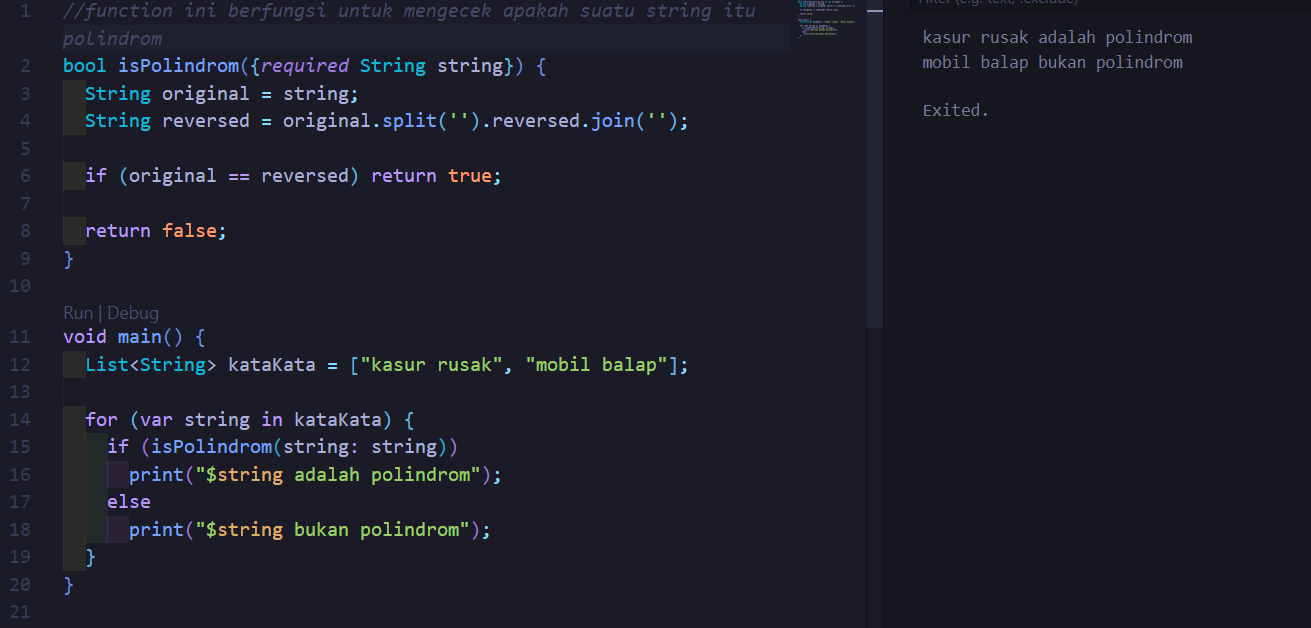 Filter (e.g. text, !exclude)
1 //function ini berfungsi untuk mengecek apakah suatu string itu
polindrom
2 bool isPolindrom({required String string}) {
3 String original = string;
4 String reversed = original.split('').reversed.join('');
5
6 if (original == reversed) return true;
7
8 return false;
9 }
10
Run | Debug
11 void main() {
12 List<String> kataKata = ["kasur rusak", "mobil balap"];
13
14 for (var string in kataKata) {
15 if (isPolindrom(string: string))
16 print("$string adalah polindrom");
17 else
18 print("$string bukan polindrom");
19 }
20 }
21
kasur rusak adalah polindrom
mobil balap bukan polindrom
Exited.